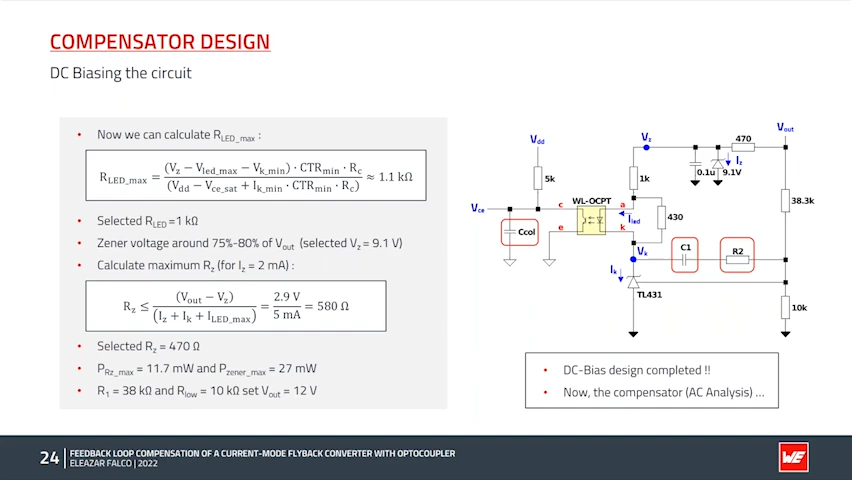 COMPENSATOR DESIGN
DC Biasing the circuit
• Now we can calculate R_LED_max :
R_LED_max = (V_z − V_led_max − V_k_min) · CTR_min · R_c / (V_dd − V_ce_sat + I_k_min · CTR_min · R_c) ≈ 1.1 kΩ
• Selected R_LED =1 kΩ
• Zener voltage around 75%-80% of V_out (selected V_z = 9.1 V)
• Calculate maximum R_z (for I_z = 2 mA) :
R_z ≤ (V_out − V_z) / (I_z + I_k + I_LED_max) = 2.9 V / 5 mA = 580 Ω
• Selected R_z = 470 Ω
• P_Rz_max = 11.7 mW and P_zener_max = 27 mW
• R_1 = 38 kΩ and R_low = 10 kΩ set V_out = 12 V
V_dd
V_z
470
V_out
5k
1k
0.1u
9.1V
I_z
V_ce
c
WL-OCPT
a
I_led
38.3k
Ccol
e
k
430
V_k
C1
R2
I_k
TL431
10k
• DC-Bias design completed !!
• Now, the compensator (AC Analysis) …
24
FEEDBACK LOOP COMPENSATION OF A CURRENT-MODE FLYBACK CONVERTER WITH OPTOCOUPLER
ELEAZAR FALCO | 2022
WE